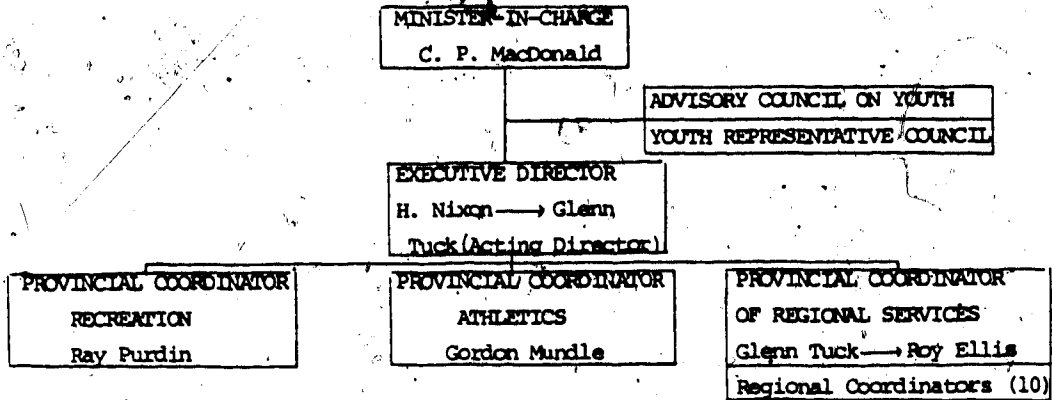 MINISTER-IN-CHARGE
C. P. MacDonald
ADVISORY COUNCIL ON YOUTH
YOUTH REPRESENTATIVE COUNCIL
EXECUTIVE DIRECTOR
H. Nixon → Glenn
Tuck (Acting Director)
PROVINCIAL COORDINATOR
RECREATION
Ray Purdin
PROVINCIAL COORDINATOR
ATHLETICS
Gordon Mundle
PROVINCIAL COORDINATOR
OF REGIONAL SERVICES
Glenn Tuck → Roy Ellis
Regional Coordinators (10)